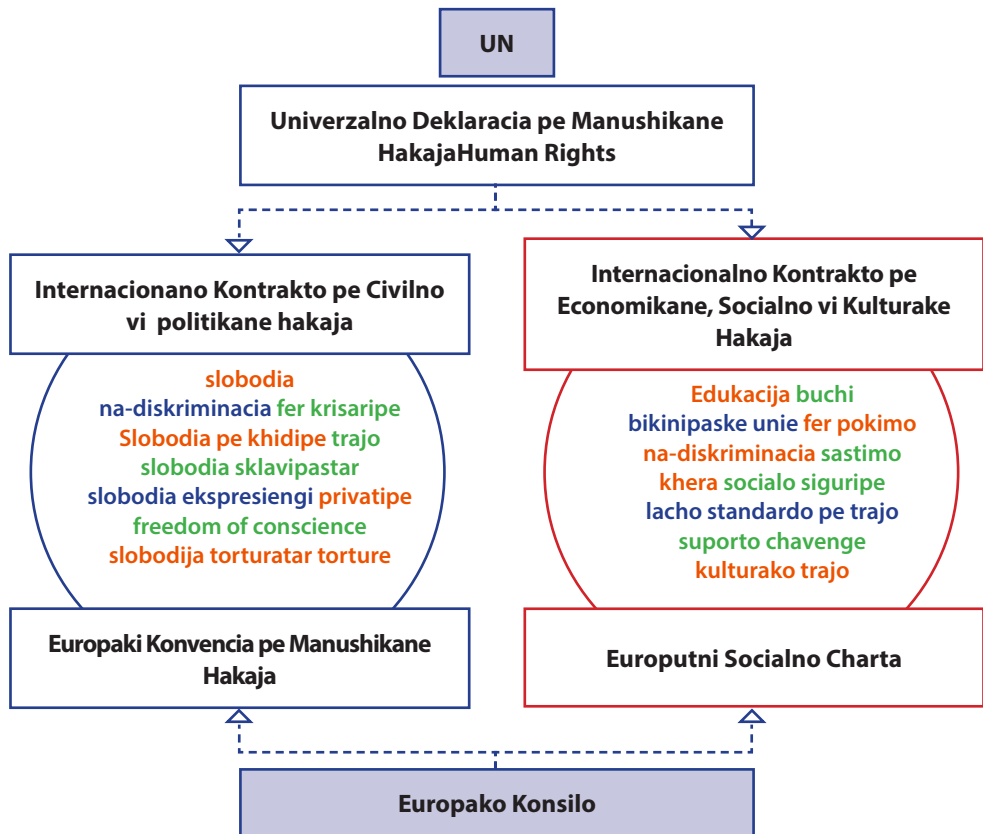 UN
Univerzalno Deklaracia pe Manushikane
HakajaHuman Rights
Internacionano Kontrakto pe Civilno
vi politikane hakaja
slobodia
na-diskriminacia fer krisaripe
Slobodia pe khidipe trajo
slobodia sklavipastar
slobodia ekspresiengi privatipe
freedom of conscience
slobodija torturatar torture
Europaki Konvencia pe Manushikane
Hakaja
Internacionalno Kontrakto pe
Economikane, Socialno vi Kulturake
Hakaja
Edukacija buchi
bikinipaske unie fer pokimo
na-diskriminacia sastimo
khera socialo siguripe
lacho standardo pe trajo
suporto chavenge
kulturako trajo
Europutni Socialno Charta
Europako Konsilo